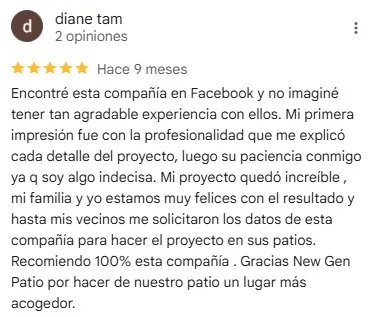 d
diane tam
2 opiniones
Hace 9 meses
Encontré esta compañía en Facebook y no imaginé
tener tan agradable experiencia con ellos. Mi primera
impresión fue con la profesionalidad que me explicó
cada detalle del proyecto, luego su paciencia conmigo
ya q soy algo indecisa. Mi proyecto quedó increíble ,
mi familia y yo estamos muy felices con el resultado y
hasta mis vecinos me solicitaron los datos de esta
compañía para hacer el proyecto en sus patios.
Recomiendo 100% esta compañía . Gracias New Gen
Patio por hacer de nuestro patio un lugar más
acogedor.